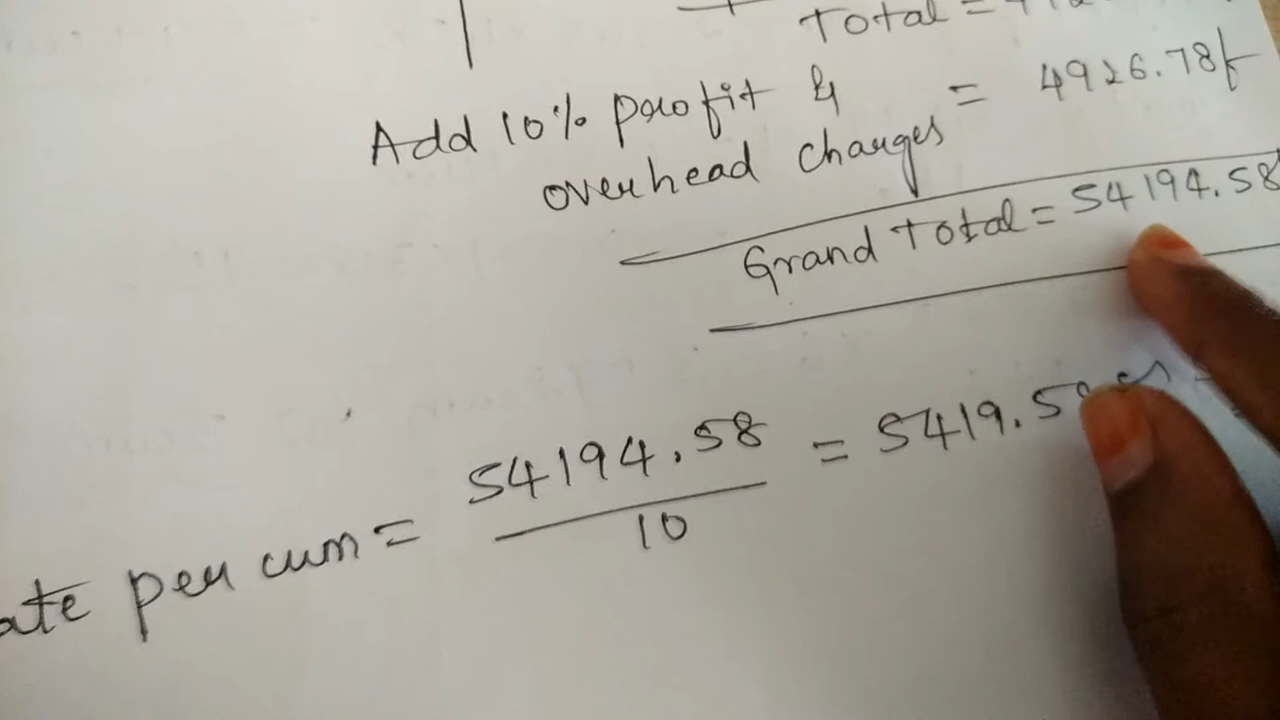 Total =
Add 10% profit & = 4926.78/-
overhead charges
Grand Total = 54194.58
per cum = 54194.58 = 5419.5
10